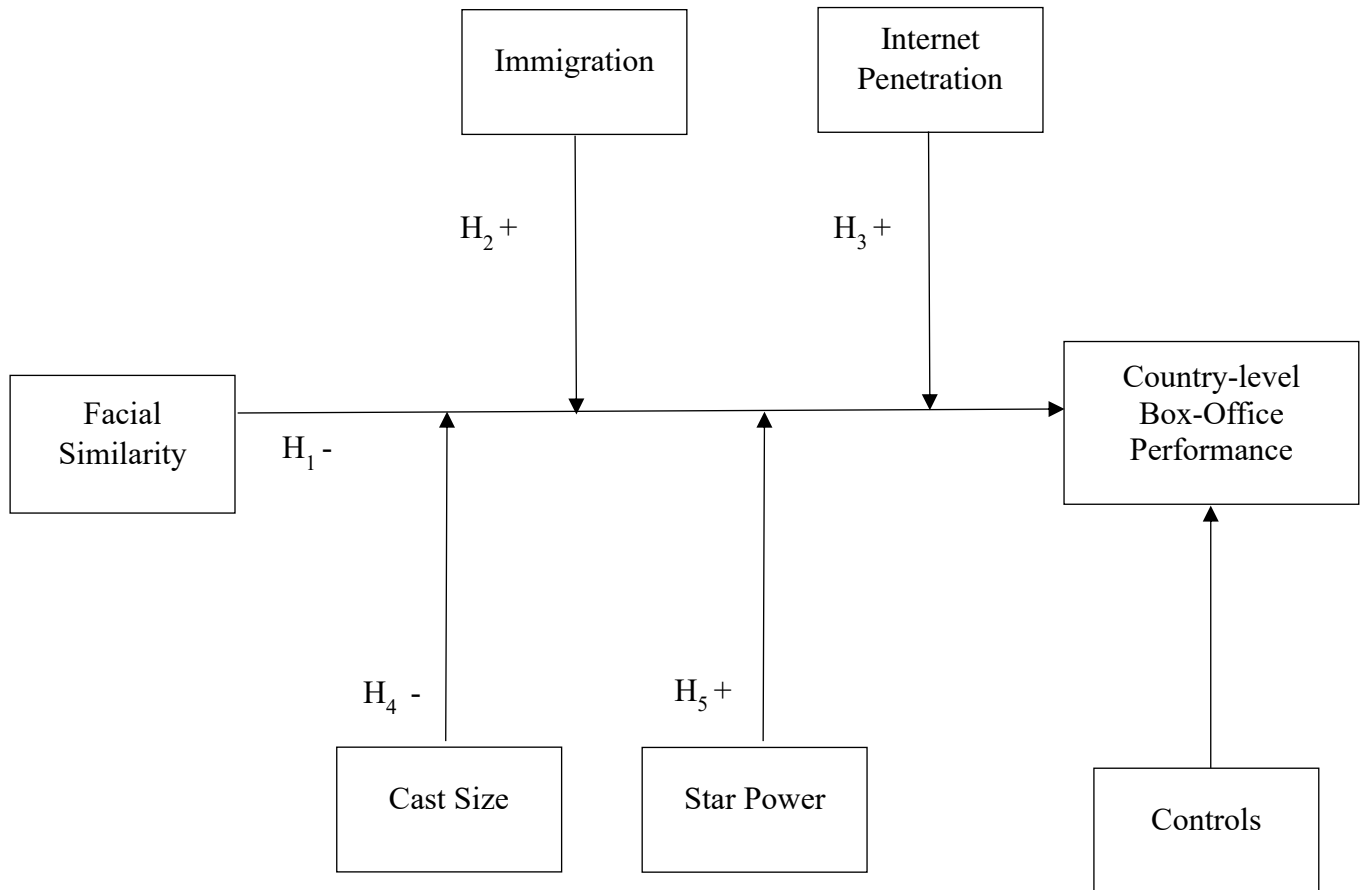 Immigration
Internet
Penetration
H₂ +
H₃ +
Facial
Similarity
H₁ -
Country-level
Box-Office
Performance
H₄ -
H₅ +
Cast Size
Star Power
Controls